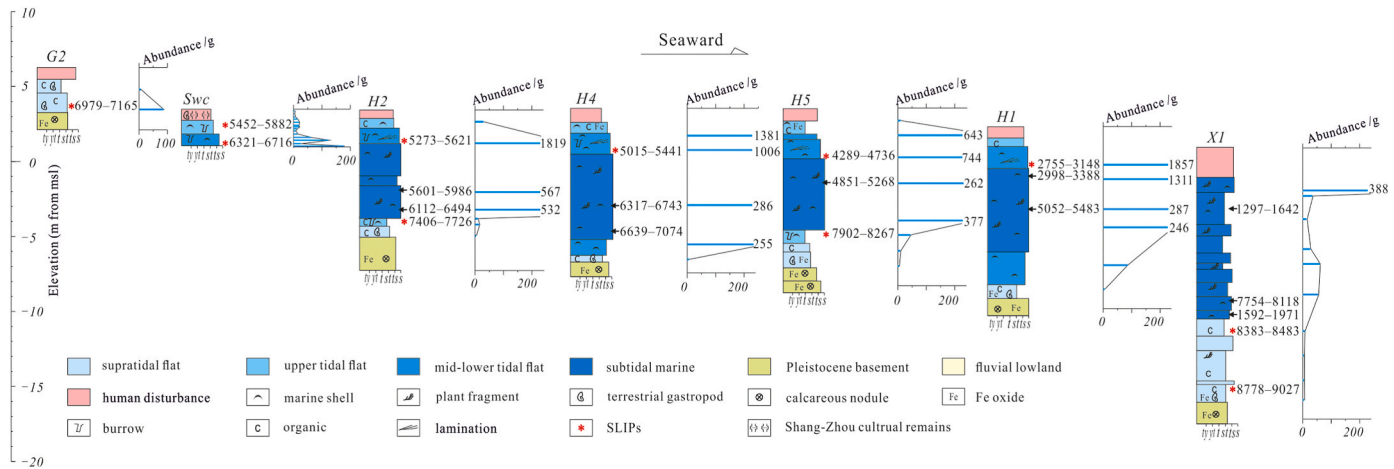 10
5
0
−5
−10
−15
−20
Elevation (m from msl)
Seaward
G2
Abundance /g
6979–7165
0 100
Swc
5452–5882
6321–6716
0 200
H2
Abundance /g
5273–5621
5601–5986
6112–6494
7406–7726
1819
567
532
0 200
H4
Abundance /g
5015–5441
6317–6743
6639–7074
1381
1006
286
255
0 200
H5
Abundance /g
4289–4736
4851–5268
7902–8267
643
744
262
377
0 200
H1
Abundance /g
2755–3148
2998–3388
5052–5483
1857
1311
287
246
0 200
X1
Abundance /g
1297–1642
7754–8118
1592–1971
8383–8483
8778–9027
388
0 200
supratidal flat
upper tidal flat
mid-lower tidal flat
subtidal marine
Pleistocene basement
fluvial lowland
human disturbance
marine shell
plant fragment
terrestrial gastropod
calcareous nodule
Fe Fe oxide
burrow
C organic
lamination
SLIPs
Shang-Zhou cultrual remains